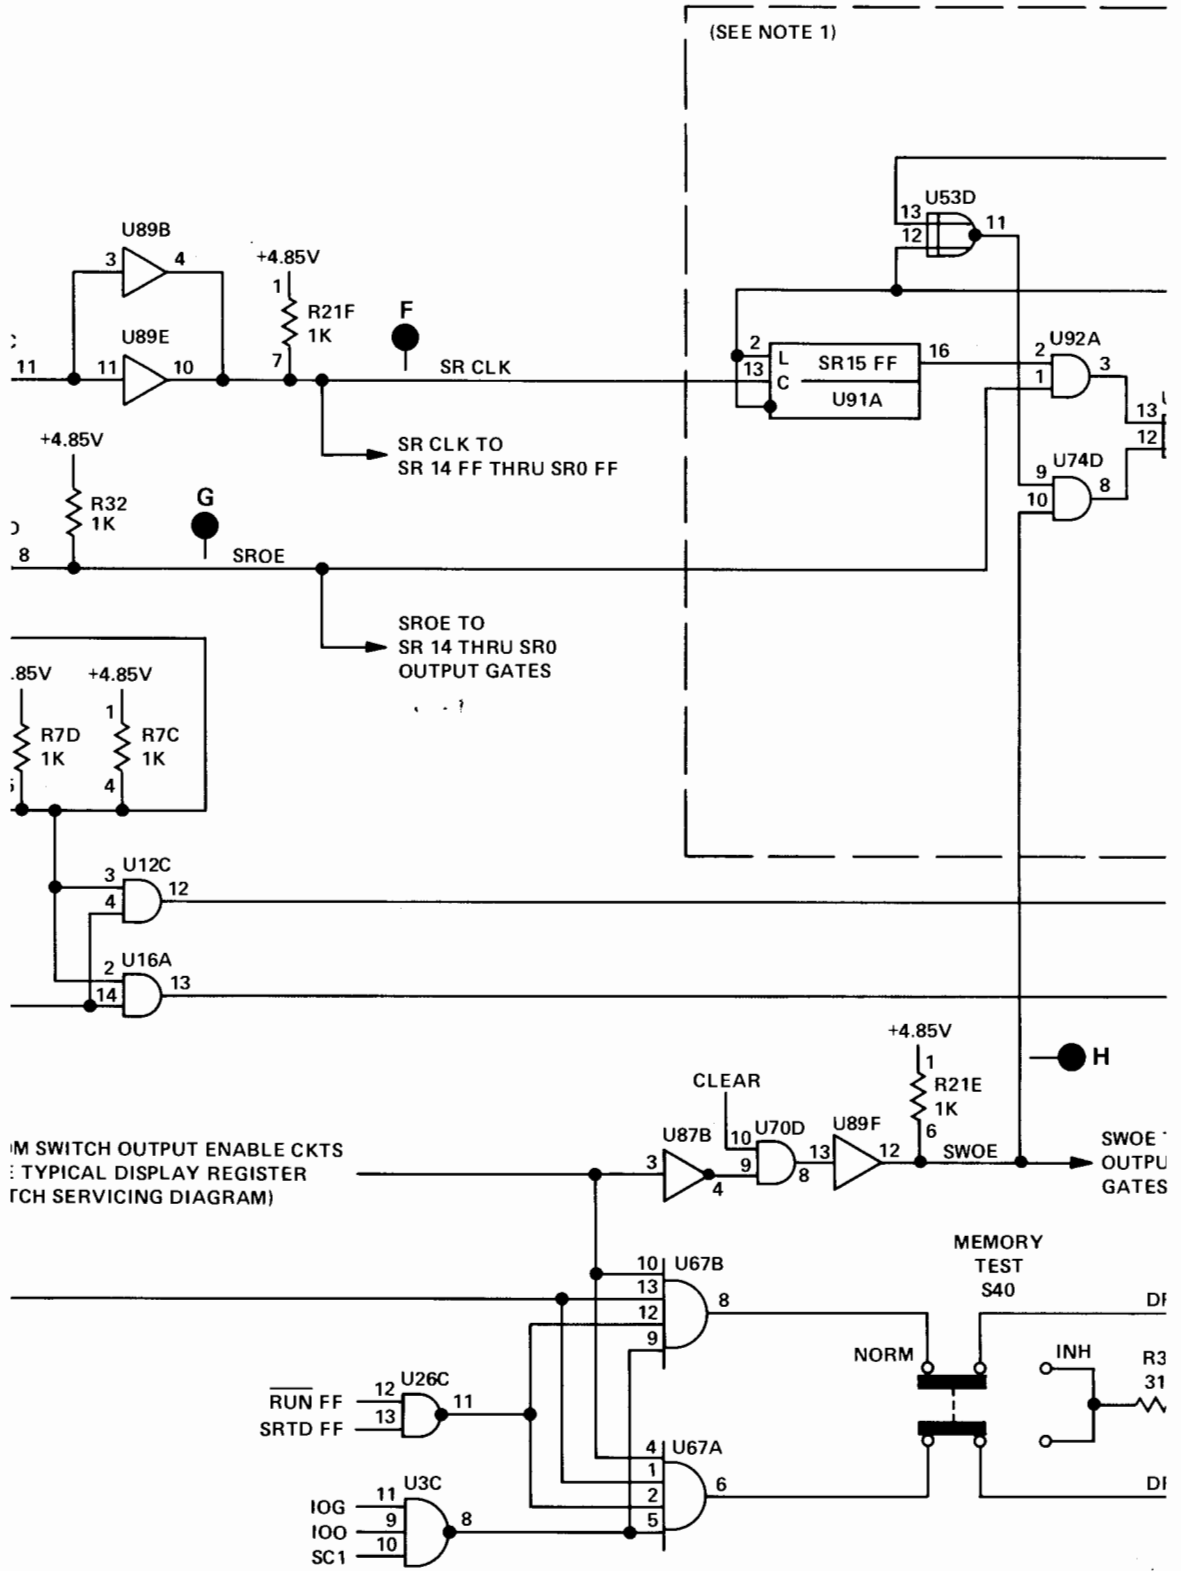 (SEE NOTE 1)
U53D
13
12
11
U89B
3
4
+4.85V
1
R21F
1K
7
F
U89E
11
11
10
SR CLK
2
L
13
C
SR15 FF
U91A
16
U92A
2
1
3
13
12
SR CLK TO
SR 14 FF THRU SR0 FF
+4.85V
R32
1K
G
U74D
9
10
8
8
SROE
SROE TO
SR 14 THRU SR0
OUTPUT GATES
.85V
+4.85V
1
R7D
1K
R7C
1K
4
U12C
3
4
12
U16A
2
14
13
+4.85V
1
R21E
1K
6
H
CLEAR
U87B
3
4
10
U70D
9
8
U89F
13
12
SWOE
SWOE
OUTPU
GATES
OM SWITCH OUTPUT ENABLE CKTS
E TYPICAL DISPLAY REGISTER
TCH SERVICING DIAGRAM)
MEMORY
TEST
S40
U67B
10
13
12
9
8
NORM
INH
R3
31
U26C
RUN FF
12
SRTD FF
13
11
U67A
4
1
2
5
6
U3C
IOG
11
IOO
9
SC1
10
8